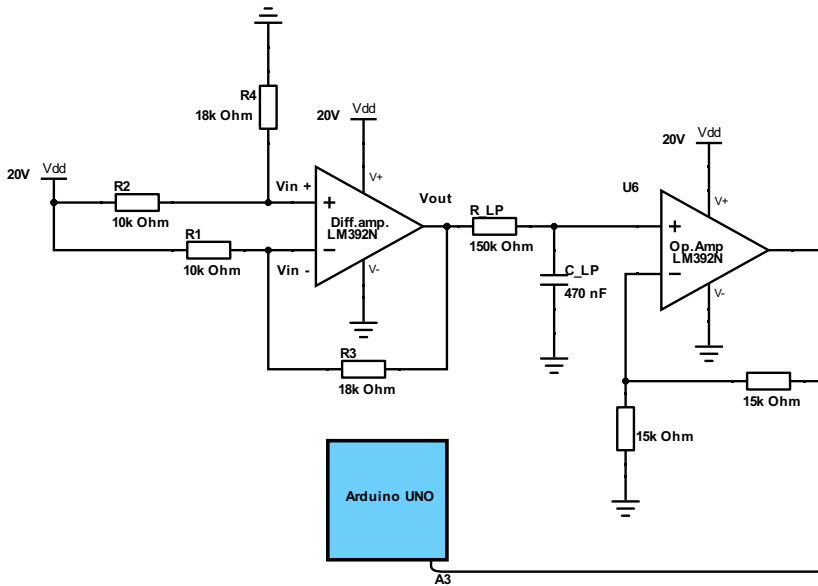 R4
18k Ohm
20V
Vdd
20V
Vdd
20V
Vdd
R2
10k Ohm
Vin +
V+
+
Diff.amp.
LM392N
−
V-
Vout
R1
10k Ohm
Vin -
R_LP
150k Ohm
U6
V+
+
Op.Amp
LM392N
−
V-
C_LP
470 nF
R3
18k Ohm
15k Ohm
15k Ohm
Arduino UNO
A3